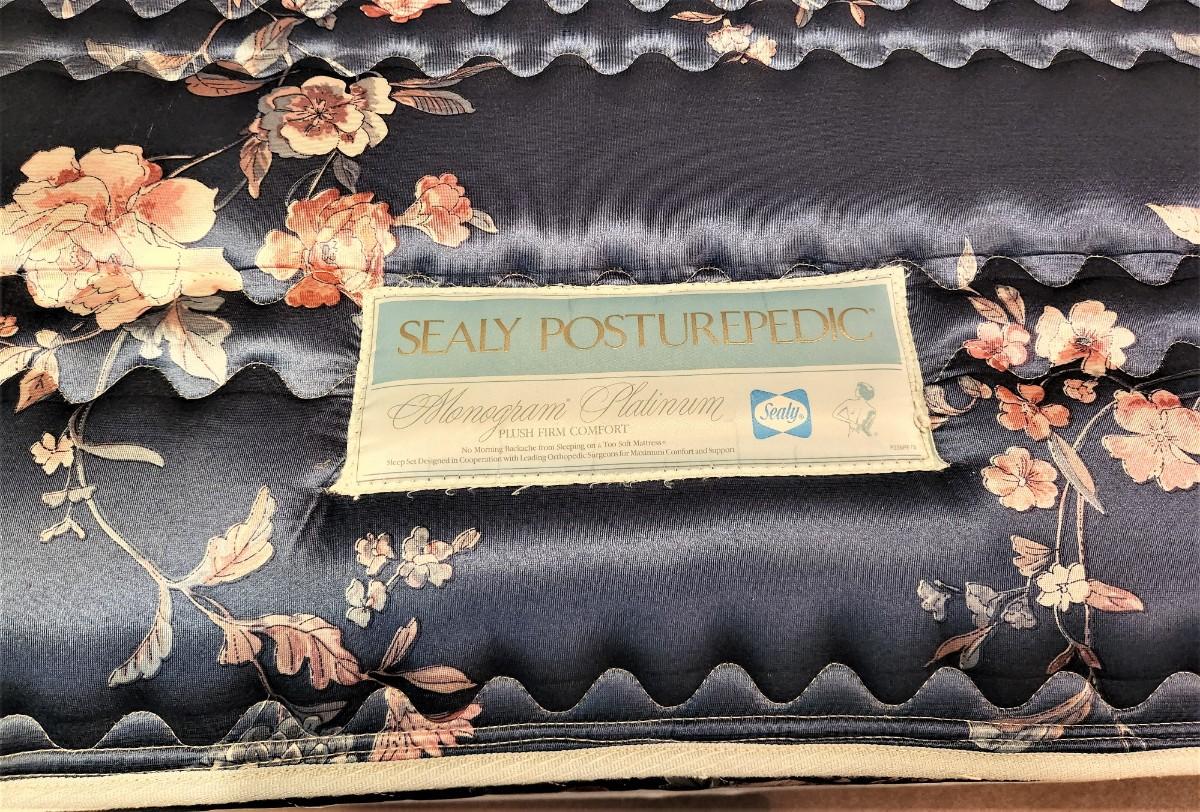 SEALY POSTUREPEDIC®
Monogram® Platinum
PLUSH FIRM COMFORT
No Morning Backache from Sleeping on a Too Soft Mattress®
Sleep Set Designed in Cooperation with Leading Orthopedic Surgeons for Maximum Comfort and Support
Sealy®